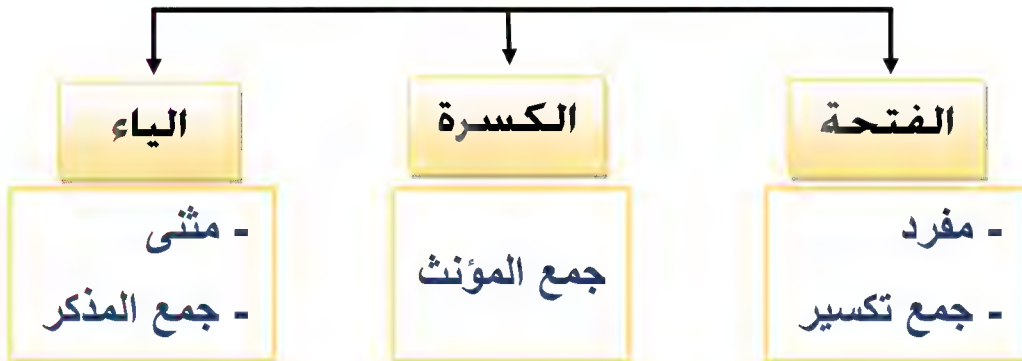 الفتحة
- مفرد
- جمع تكسير
الكسرة
جمع المؤنث
الياء
- مثنى
- جمع المذكر